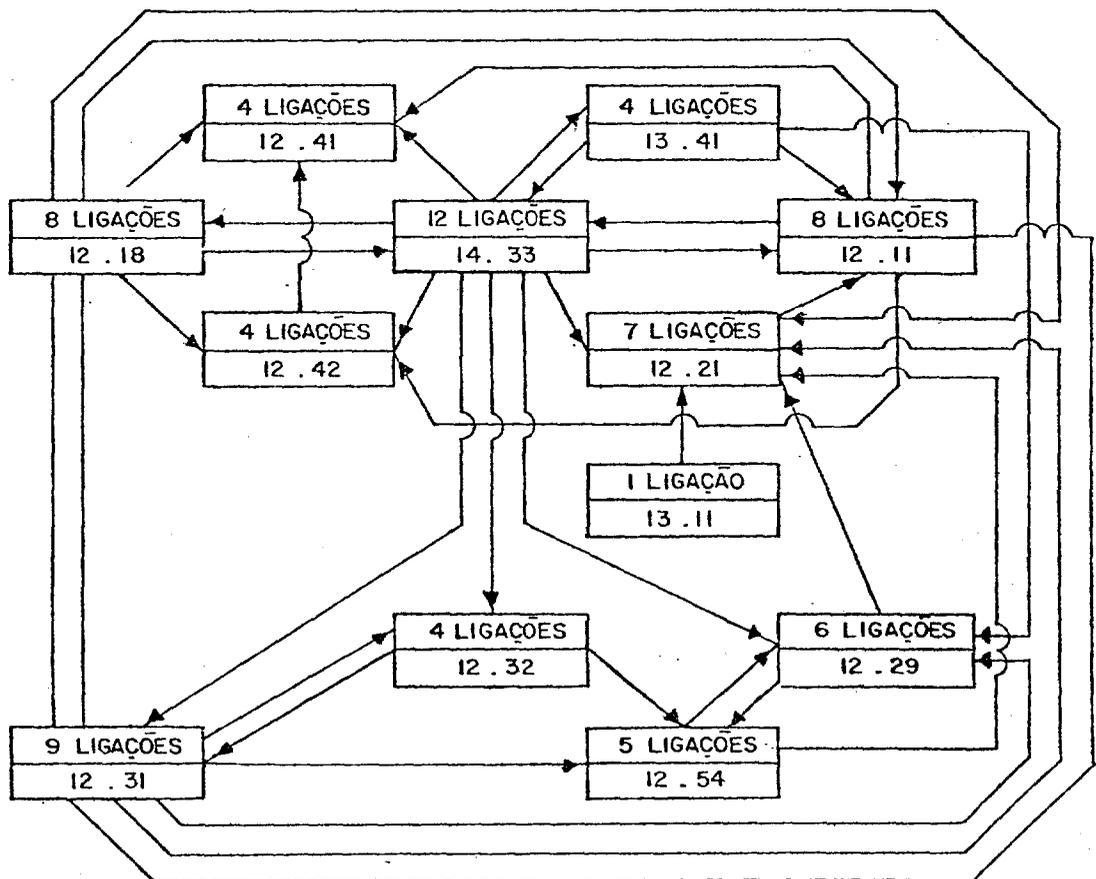 4 LIGAÇÕES
12 .41
4 LIGAÇÕES
13 .41
8 LIGAÇÕES
12 .18
12 LIGAÇÕES
14. 33
8 LIGAÇÕES
12 .11
4 LIGAÇÕES
12 .42
7 LIGAÇÕES
12 .21
1 LIGAÇÃO
13 .11
4 LIGAÇÕES
12 .32
6 LIGAÇÕES
12 .29
9 LIGAÇÕES
12 .31
5 LIGAÇÕES
12 .54